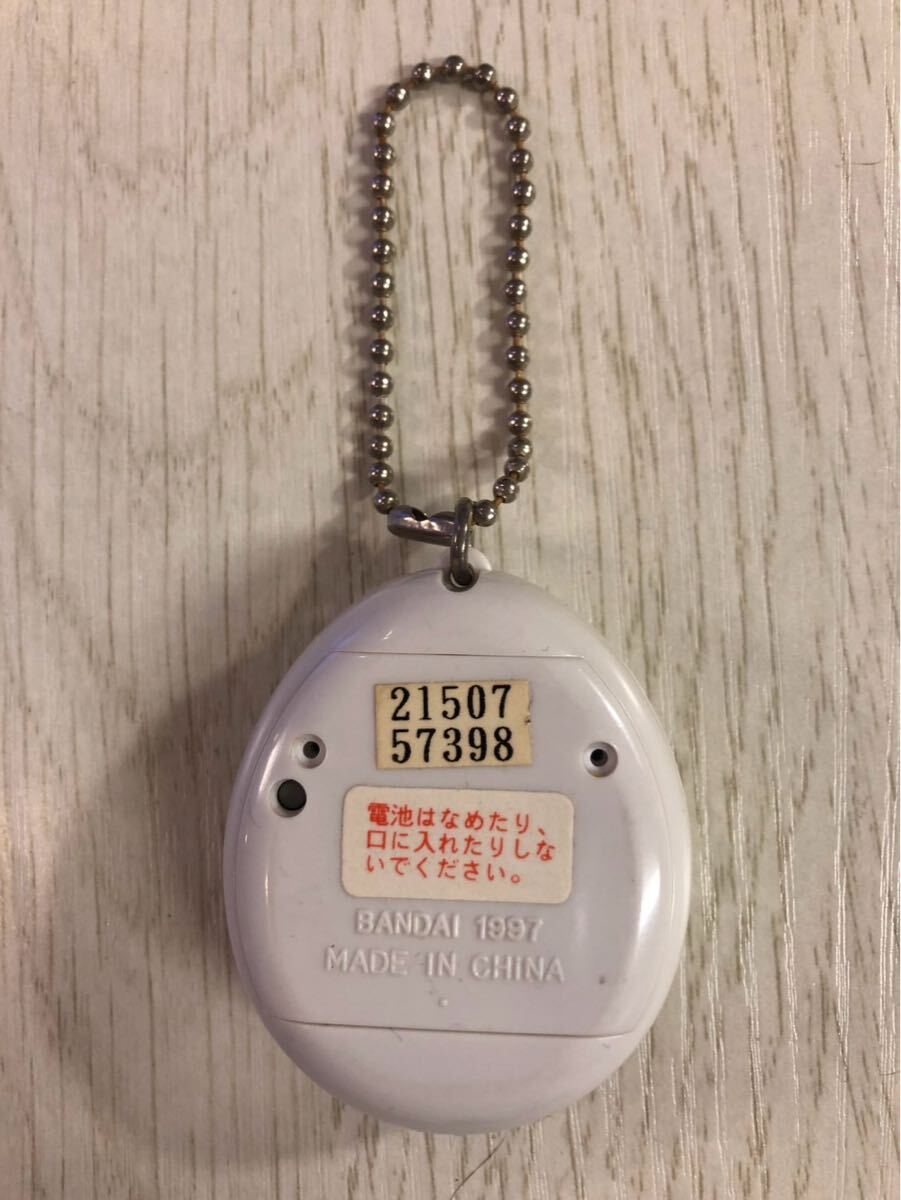 21507
57398
電池はなめたり、
口に入れたりしな
いでください。
BANDAI 1997
MADE IN CHINA